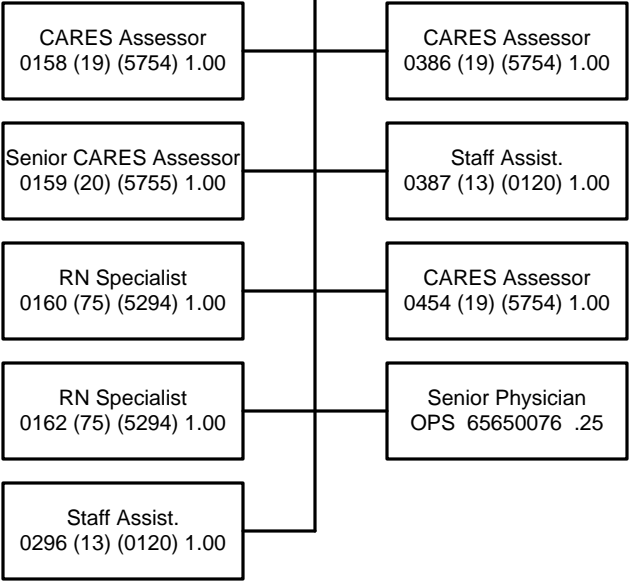 CARES Assessor
0158 (19) (5754) 1.00
CARES Assessor
0386 (19) (5754) 1.00
Senior CARES Assessor
0159 (20) (5755) 1.00
Staff Assist.
0387 (13) (0120) 1.00
RN Specialist
0160 (75) (5294) 1.00
CARES Assessor
0454 (19) (5754) 1.00
RN Specialist
0162 (75) (5294) 1.00
Senior Physician
OPS 65650076 .25
Staff Assist.
0296 (13) (0120) 1.00